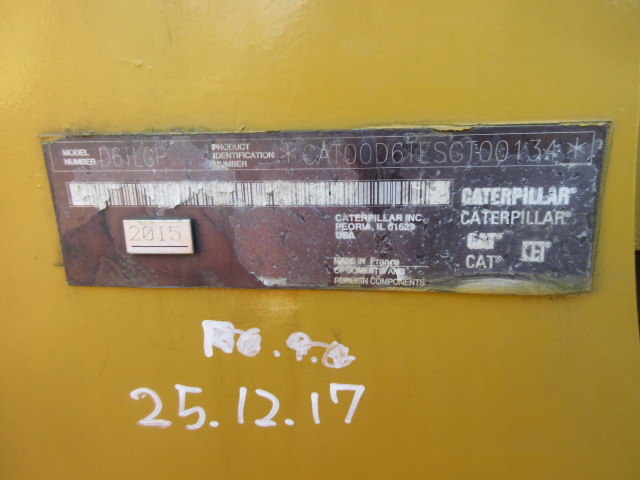 MODEL NUMBER D6TLGP PRODUCT IDENTIFICATION NUMBER *CAT00D6TESGT00134*
2015
CATERPILLAR INC.
PEORIA, IL 61629
USA
MADE IN France
OF DOMESTIC AND
FOREIGN COMPONENTS
CATERPILLAR®
CATERPILLAR®
CAT®
CAT®
25.12.17